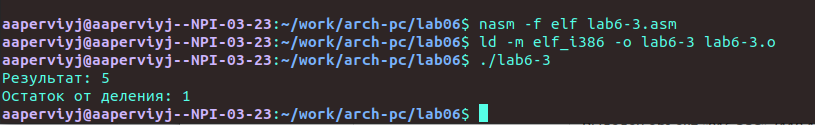 aaperviyj@aaperviyj--NPI-03-23:~/work/arch-pc/lab06$ nasm -f elf lab6-3.asm
aaperviyj@aaperviyj--NPI-03-23:~/work/arch-pc/lab06$ ld -m elf_i386 -o lab6-3 lab6-3.o
aaperviyj@aaperviyj--NPI-03-23:~/work/arch-pc/lab06$ ./lab6-3
Результат: 5
Остаток от деления: 1
aaperviyj@aaperviyj--NPI-03-23:~/work/arch-pc/lab06$